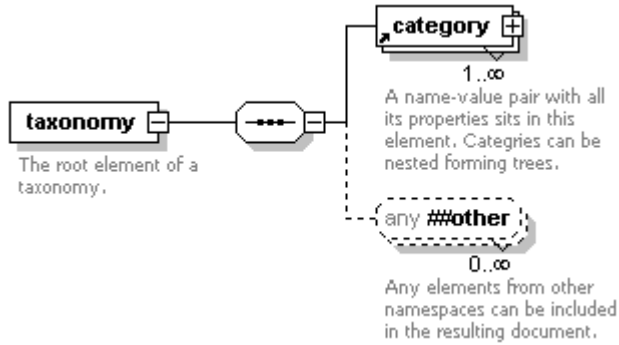 category
1..∞
A name-value pair with all
its properties sits in this
element. Categries can be
nested forming trees.
taxonomy
The root element of a
taxonomy.
any ##other
0..∞
Any elements from other
namespaces can be included
in the resulting document.